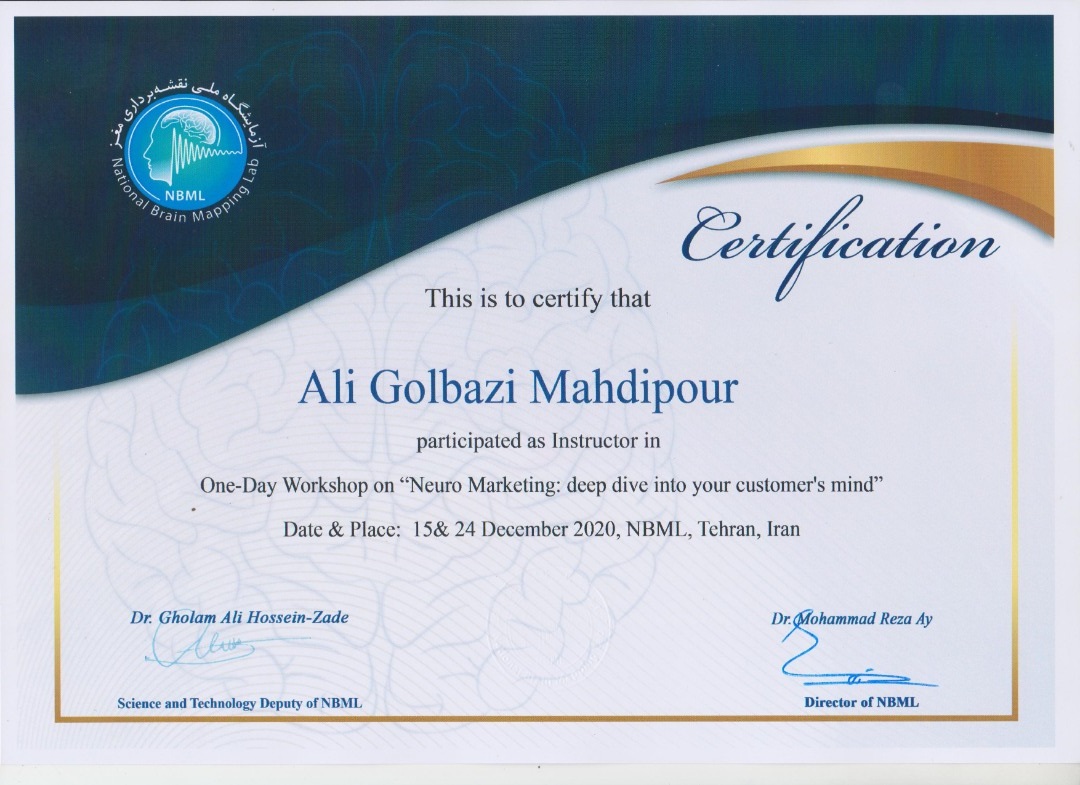 آزمایشگاه ملی نقشه‌برداری مغز
NBML
National Brain Mapping Lab
Certification
This is to certify that
Ali Golbazi Mahdipour
participated as Instructor in
One-Day Workshop on “Neuro Marketing: deep dive into your customer's mind”
Date & Place: 15& 24 December 2020, NBML, Tehran, Iran
Dr. Gholam Ali Hossein-Zade
Dr. Mohammad Reza Ay
Science and Technology Deputy of NBML
Director of NBML